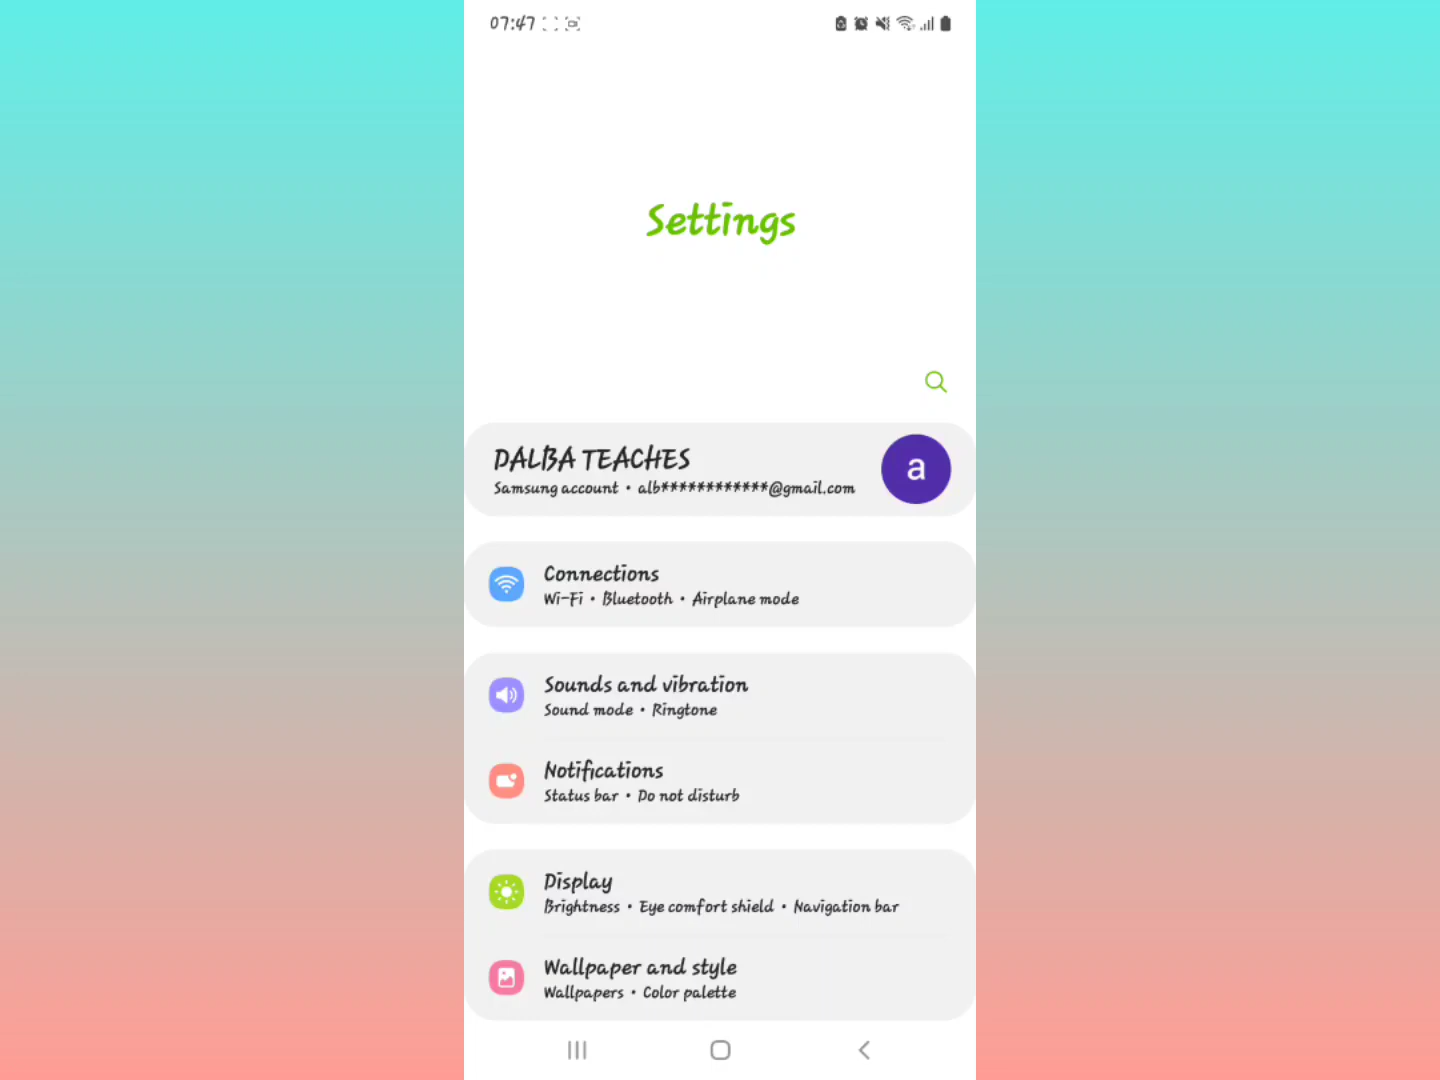 07:47
Settings
DALBA TEACHES
a
Samsung account • alb************@gmail.com
Connections
Wi-Fi • Bluetooth • Airplane mode
Sounds and vibration
Sound mode • Ringtone
Notifications
Status bar • Do not disturb
Display
Brightness • Eye comfort shield • Navigation bar
Wallpaper and style
Wallpapers • Color palette